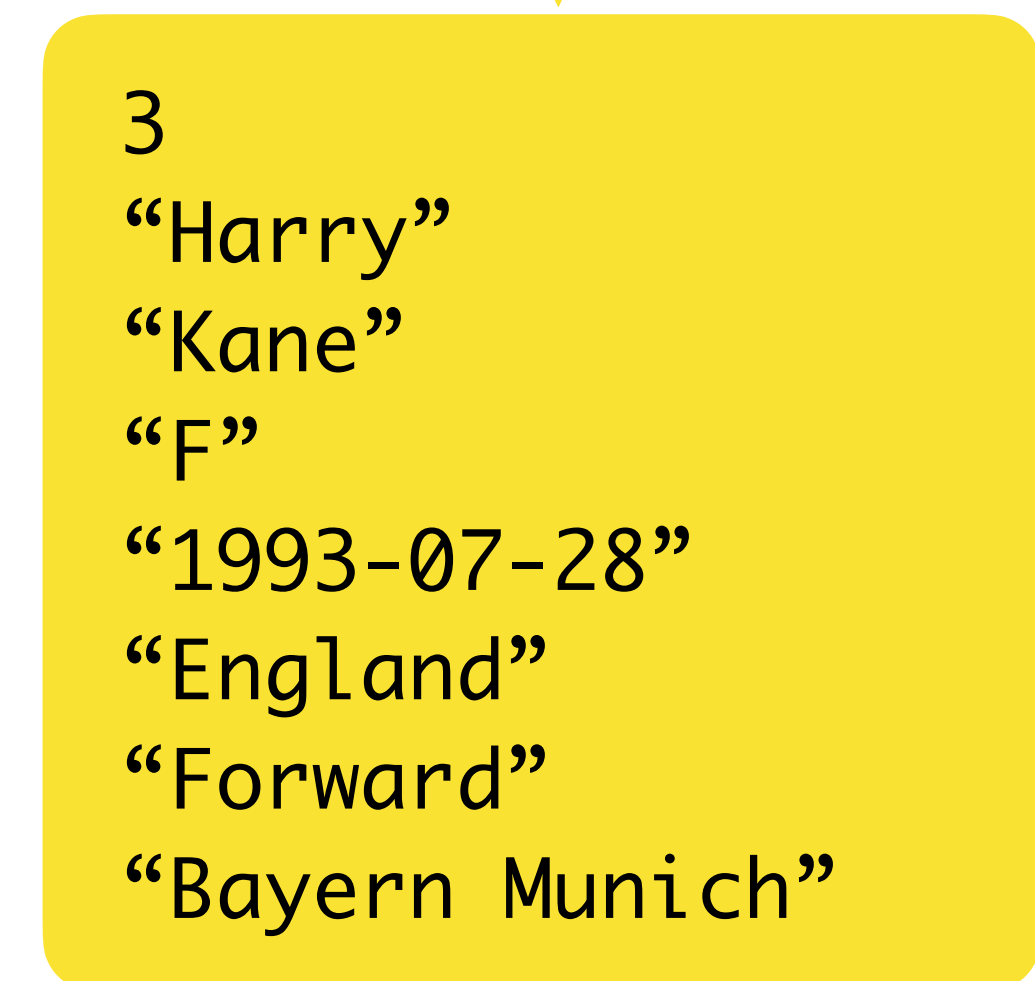 3
“Harry”
“Kane”
“F”
“1993-07-28”
“England”
“Forward”
“Bayern Munich”